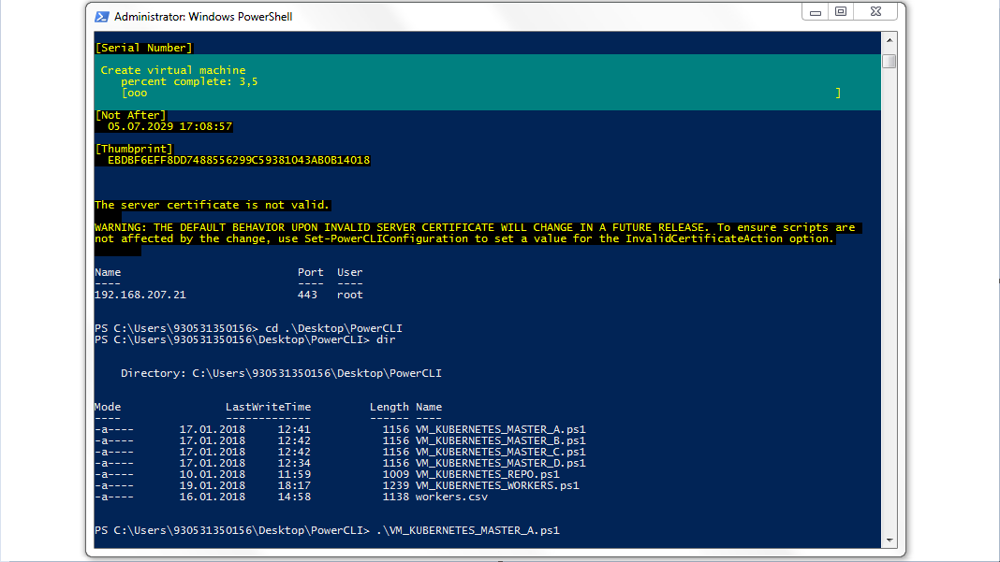 Administrator: Windows PowerShell
[Serial Number]
Create virtual machine
percent complete: 3,5
[ooo ]
[Not After]
05.07.2029 17:08:57
[Thumbprint]
EBDBF6EFF8DD7488556299C59381043AB0B14018
The server certificate is not valid.
WARNING: THE DEFAULT BEHAVIOR UPON INVALID SERVER CERTIFICATE WILL CHANGE IN A FUTURE RELEASE. To ensure scripts are
not affected by the change, use Set-PowerCLIConfiguration to set a value for the InvalidCertificateAction option.
Name Port User
---- ---- ----
192.168.207.21 443 root
PS C:\Users\930531350156> cd .\Desktop\PowerCLI
PS C:\Users\930531350156\Desktop\PowerCLI> dir
Directory: C:\Users\930531350156\Desktop\PowerCLI
Mode LastWriteTime Length Name
---- ------------- ------ ----
-a---- 17.01.2018 12:41 1156 VM_KUBERNETES_MASTER_A.ps1
-a---- 17.01.2018 12:42 1156 VM_KUBERNETES_MASTER_B.ps1
-a---- 17.01.2018 12:42 1156 VM_KUBERNETES_MASTER_C.ps1
-a---- 17.01.2018 12:34 1156 VM_KUBERNETES_MASTER_D.ps1
-a---- 10.01.2018 11:59 1009 VM_KUBERNETES_REPO.ps1
-a---- 19.01.2018 18:17 1239 VM_KUBERNETES_WORKERS.ps1
-a---- 16.01.2018 14:58 1138 workers.csv
PS C:\Users\930531350156\Desktop\PowerCLI> .\VM_KUBERNETES_MASTER_A.ps1